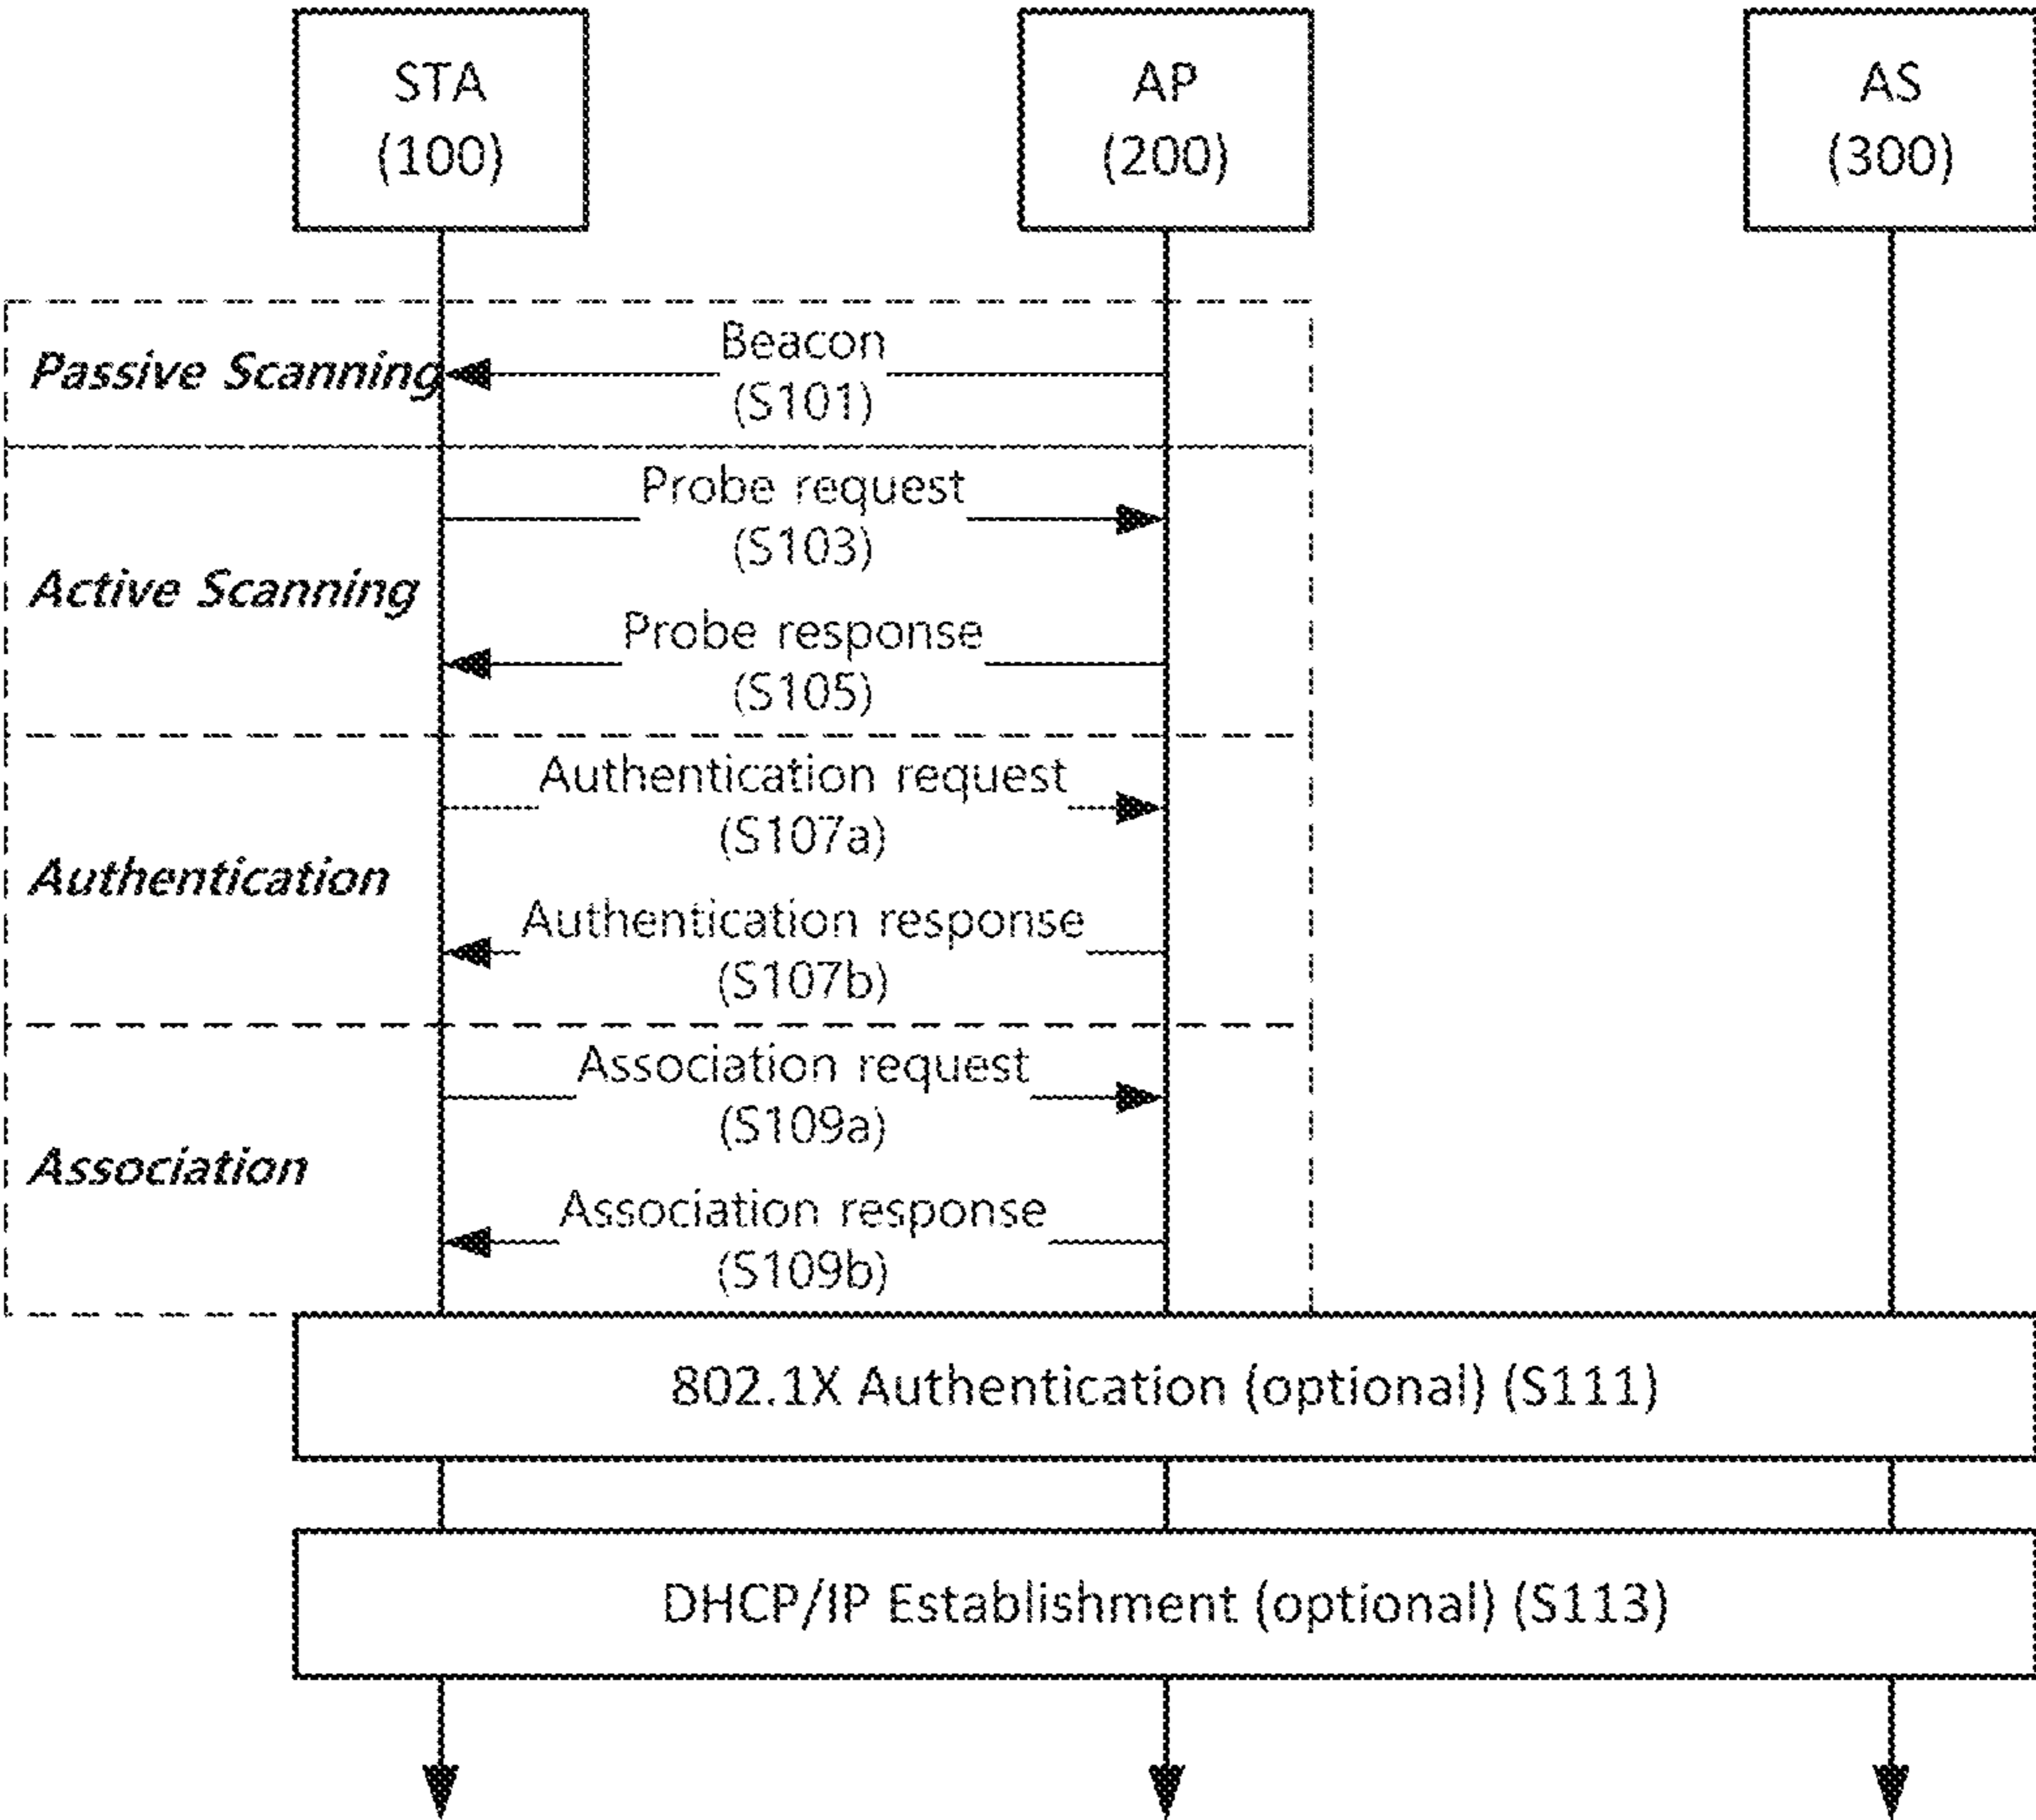 STA
(100)
AP
(200)
AS
(300)
Passive Scanning
Beacon
(S101)
Active Scanning
Probe request
(S103)
Probe response
(S105)
Authentication
Authentication request
(S107a)
Authentication response
(S107b)
Association
Association request
(S109a)
Association response
(S109b)
802.1X Authentication (optional) (S111)
DHCP/IP Establishment (optional) (S113)